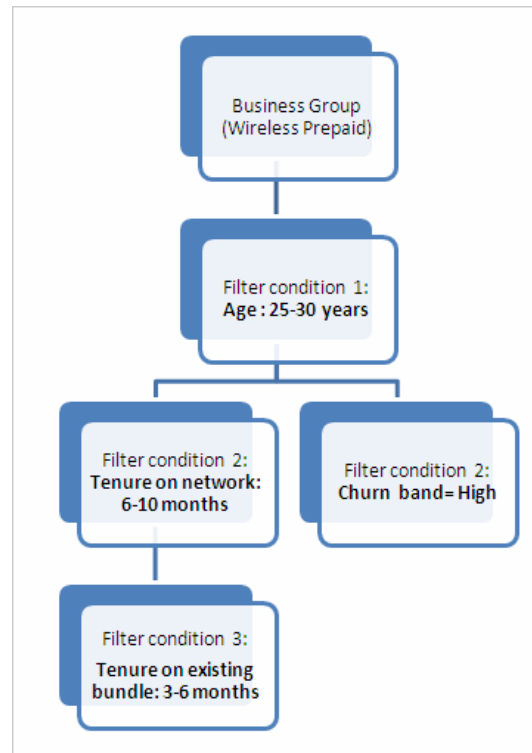 Business Group
(Wireless Prepaid)
Filter condition 1:
Age : 25-30 years
Filter condition 2:
Tenure on network:
6-10 months
Filter condition 2:
Churn band= High
Filter condition 3:
Tenure on existing
bundle: 3-6 months